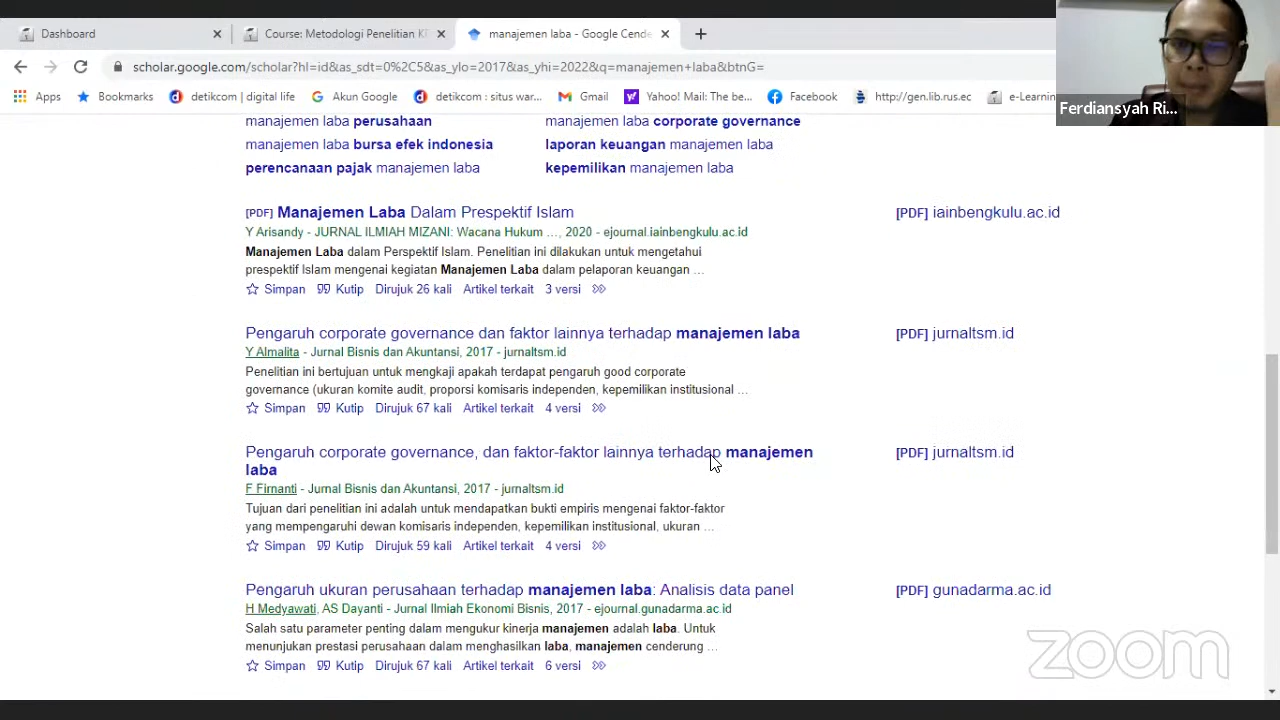 Dashboard
Course: Metodologi Penelitian K
manajemen laba - Google Cende
scholar.google.com/scholar?hl=id&as_sdt=0%2C5&as_ylo=2017&as_yhi=2022&q=manajemen+laba&btnG=
Apps Bookmarks detikcom | digital life Akun Google detikcom : situs war... Gmail Yahoo! Mail: The be... Facebook http://gen.lib.rus.ec e-Learnin
Ferdiansyah Ri...
manajemen laba perusahaan
manajemen laba corporate governance
manajemen laba bursa efek indonesia
laporan keuangan manajemen laba
perencanaan pajak manajemen laba
kepemilikan manajemen laba
[PDF] Manajemen Laba Dalam Prespektif Islam
[PDF] iainbengkulu.ac.id
Y Arisandy - JURNAL ILMIAH MIZANI: Wacana Hukum …, 2020 - ejournal.iainbengkulu.ac.id
Manajemen Laba dalam Perspektif Islam. Penelitian ini dilakukan untuk mengetahui
prespektif Islam mengenai kegiatan Manajemen Laba dalam pelaporan keuangan …
Simpan Kutip Dirujuk 26 kali Artikel terkait 3 versi
Pengaruh corporate governance dan faktor lainnya terhadap manajemen laba
[PDF] jurnaltsm.id
Y Almalita - Jurnal Bisnis dan Akuntansi, 2017 - jurnaltsm.id
Penelitian ini bertujuan untuk mengkaji apakah terdapat pengaruh good corporate
governance (ukuran komite audit, proporsi komisaris independen, kepemilikan institusional …
Simpan Kutip Dirujuk 67 kali Artikel terkait 4 versi
Pengaruh corporate governance, dan faktor-faktor lainnya terhadap manajemen
laba
[PDF] jurnaltsm.id
F Firnanti - Jurnal Bisnis dan Akuntansi, 2017 - jurnaltsm.id
Tujuan dari penelitian ini adalah untuk mendapatkan bukti empiris mengenai faktor-faktor
yang mempengaruhi dewan komisaris independen, kepemilikan institusional, ukuran …
Simpan Kutip Dirujuk 59 kali Artikel terkait 4 versi
Pengaruh ukuran perusahaan terhadap manajemen laba: Analisis data panel
[PDF] gunadarma.ac.id
H Medyawati, AS Dayanti - Jurnal Ilmiah Ekonomi Bisnis, 2017 - ejournal.gunadarma.ac.id
Salah satu parameter penting dalam mengukur kinerja manajemen adalah laba. Untuk
menunjukan prestasi perusahaan dalam menghasilkan laba, manajemen cenderung …
Simpan Kutip Dirujuk 67 kali Artikel terkait 6 versi
zoom